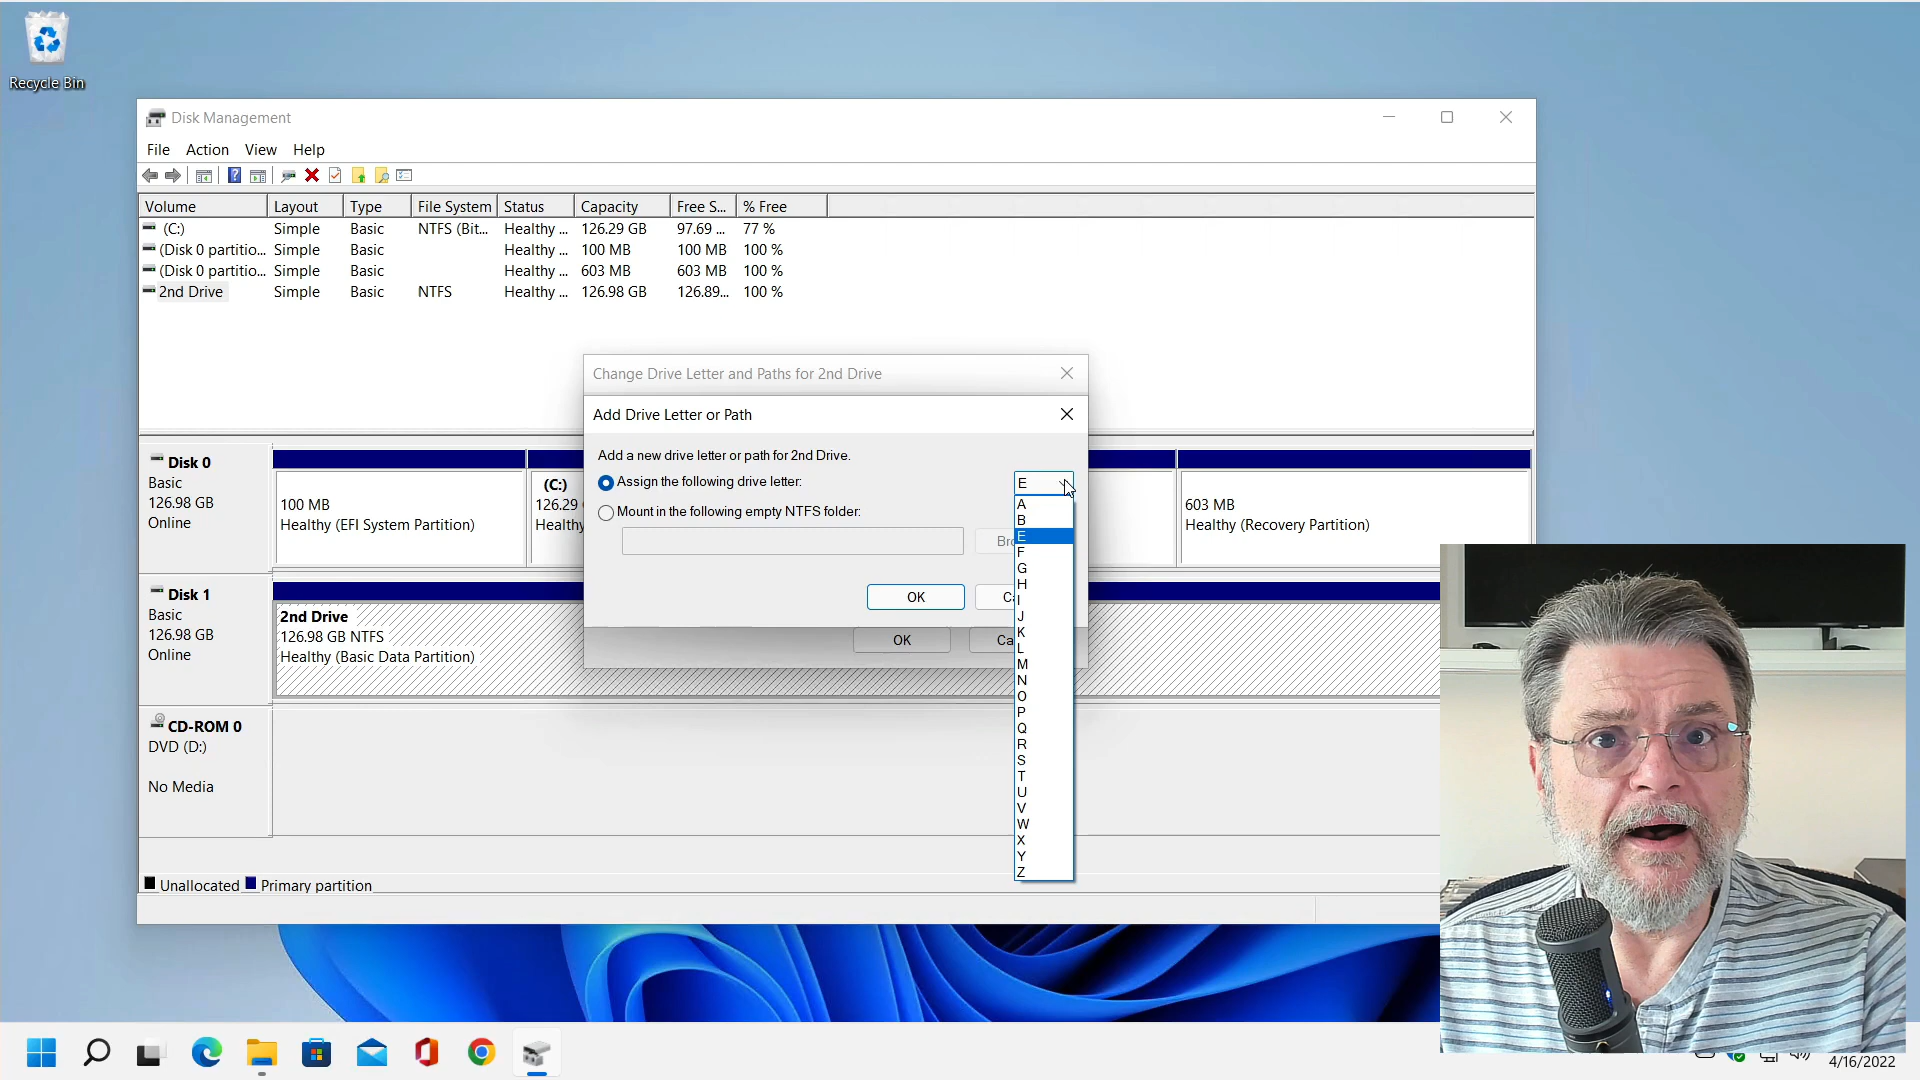 Recycle Bin
Disk Management
File Action View Help
Volume Layout Type File System Status Capacity Free S... % Free
(C:) Simple Basic NTFS (Bit... Healthy ... 126.29 GB 97.69 ... 77 %
(Disk 0 partitio... Simple Basic Healthy ... 100 MB 100 MB 100 %
(Disk 0 partitio... Simple Basic Healthy ... 603 MB 603 MB 100 %
2nd Drive Simple Basic NTFS Healthy ... 126.98 GB 126.89... 100 %
Change Drive Letter and Paths for 2nd Drive
Add Drive Letter or Path
Add a new drive letter or path for 2nd Drive.
Assign the following drive letter:
E
Mount in the following empty NTFS folder:
Bro
OK
Ca
OK
Ca
A
B
E
F
G
H
I
J
K
L
M
N
O
P
Q
R
S
T
U
V
W
X
Y
Z
Disk 0
Basic
126.98 GB
Online
100 MB
Healthy (EFI System Partition)
(C:)
126.29
Healthy
603 MB
Healthy (Recovery Partition)
Disk 1
Basic
126.98 GB
Online
2nd Drive
126.98 GB NTFS
Healthy (Basic Data Partition)
CD-ROM 0
DVD (D:)
No Media
Unallocated Primary partition
4/16/2022